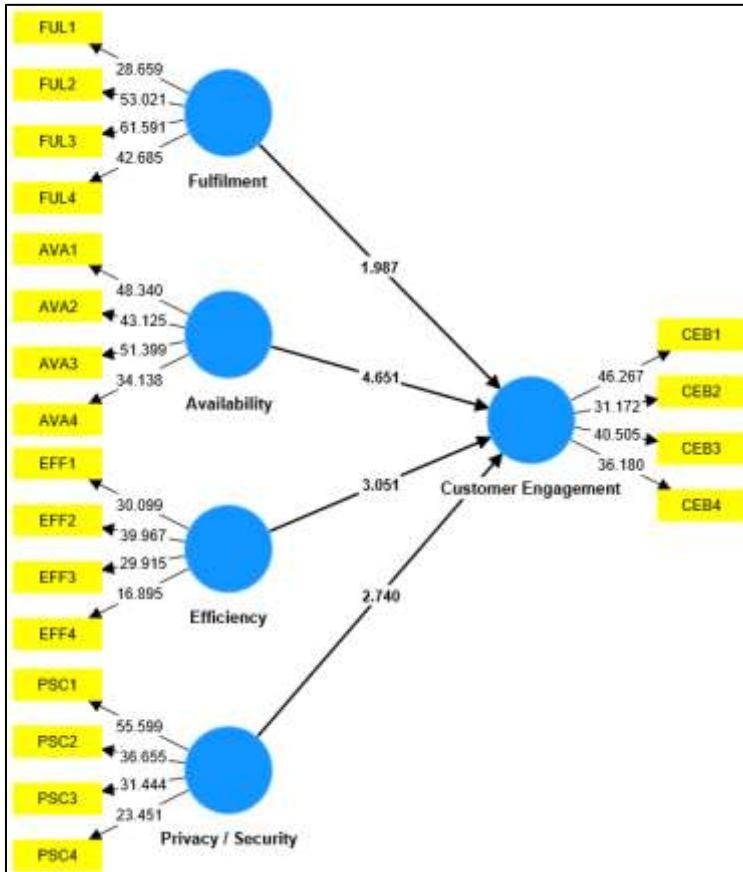 FUL1
28.659
FUL2
53.021
FUL3
61.591
42.685
FUL4
Fulfilment
AVA1
48.340
AVA2
43.125
AVA3
51.399
34.138
AVA4
Availability
EFF1
30.099
EFF2
39.967
EFF3
29.915
16.895
EFF4
Efficiency
PSC1
55.599
PSC2
36.655
PSC3
31.444
23.451
PSC4
Privacy / Security
1.987
4.651
3.051
2.740
Customer Engagement
CEB1
46.267
CEB2
31.172
CEB3
40.505
36.180
CEB4